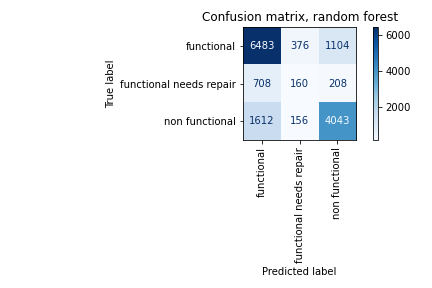 Confusion matrix, random forest
functional 6483 376 1104
6000
4000
2000
functional needs repair 708 160 208
non functional 1612 156 4043
True label
functional
functional needs repair
non functional
Predicted label